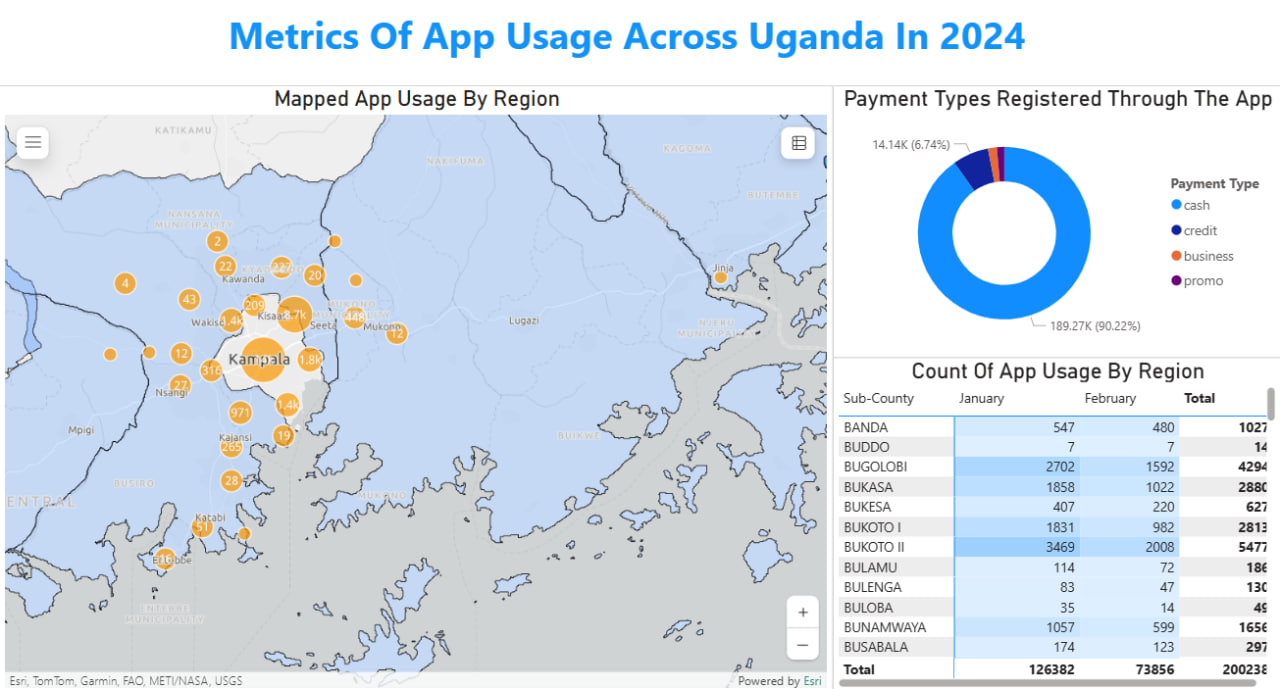 Metrics Of App Usage Across Uganda In 2024
Mapped App Usage By Region
KATIKAMU
NAKIFUMA
KAGOMA
BUTEMBE
NANSANA
MUNICIPALITY
2
22
Kawanda
227
20
4
43
209
Wakiso
1.4k
8.7k
Seeta
MUKONO
448
Mukono
12
Jinja
NJERU
MUNICIPALITY
Lugazi
12
316
Kampala
1.8k
27
Nsangi
971
1.4k
Mpigi
Kajansi
265
19
BUIKWE
28
BUSIRO
CENTRAL
MUKONO
Katabi
51
Entebbe
ENTEBBE
MUNICIPALITY
+
−
Esri, TomTom, Garmin, FAO, METI/NASA, USGS
Powered by Esri
Payment Types Registered Through The App
14.14K (6.74%)
189.27K (90.22%)
Payment Type
cash
credit
business
promo
Count Of App Usage By Region
Sub-County January February Total
BANDA 547 480 1027
BUDDO 7 7 14
BUGOLOBI 2702 1592 4294
BUKASA 1858 1022 2880
BUKESA 407 220 627
BUKOTO I 1831 982 2813
BUKOTO II 3469 2008 5477
BULAMU 114 72 186
BULENGA 83 47 130
BULOBA 35 14 49
BUNAMWAYA 1057 599 1656
BUSABALA 174 123 297
Total 126382 73856 200238